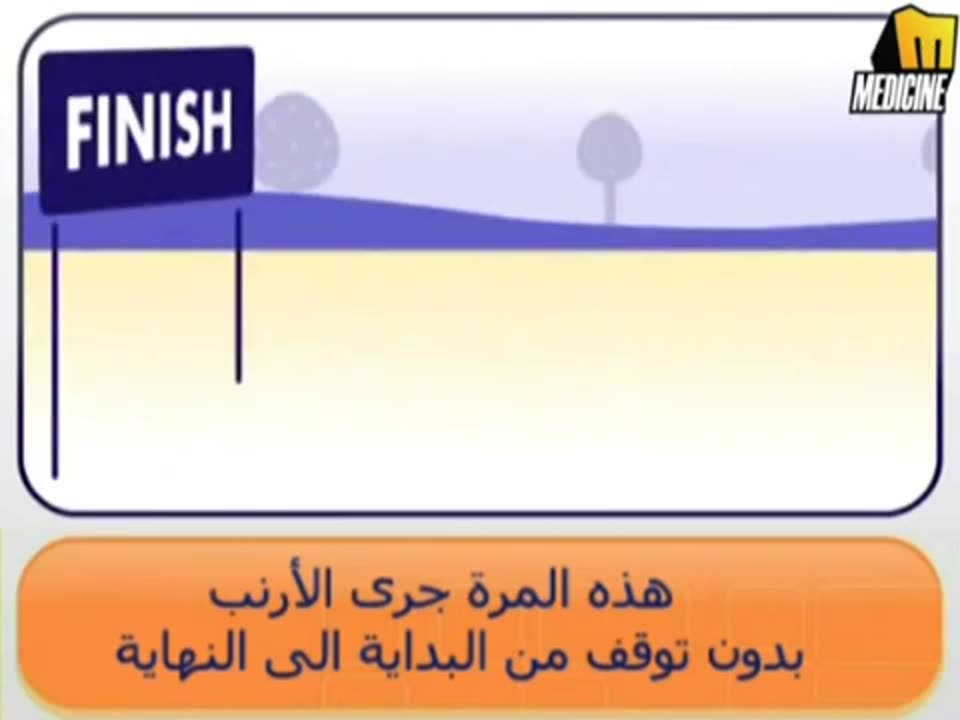 MEDICINE
FINISH
هذه المرة جرى الأرنب
بدون توقف من البداية الى النهاية